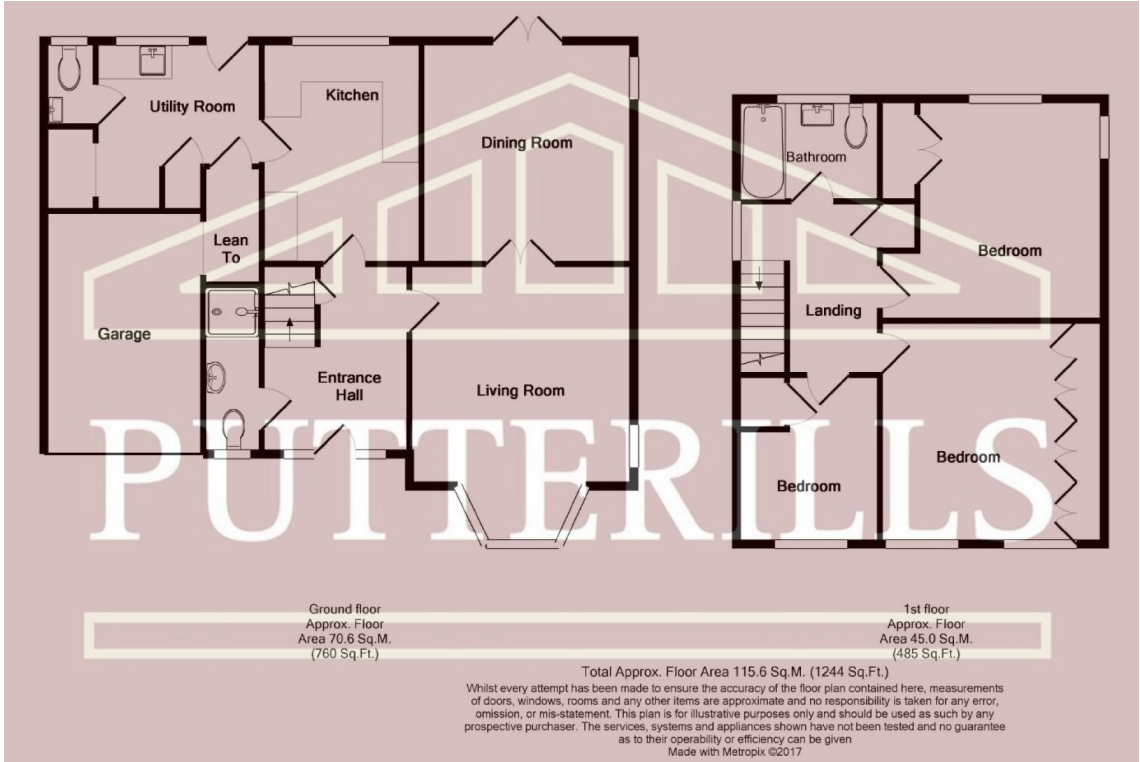 Utility Room
Kitchen
Dining Room
Lean
To
Garage
Entrance
Hall
Living Room
Bathroom
Bedroom
Landing
Bedroom
Bedroom
PUTTERILLS
Ground floor
Approx. Floor
Area 70.6 Sq.M.
(760 Sq.Ft.)
1st floor
Approx. Floor
Area 45.0 Sq.M.
(485 Sq.Ft.)
Total Approx. Floor Area 115.6 Sq.M. (1244 Sq.Ft.)
Whilst every attempt has been made to ensure the accuracy of the floor plan contained here, measurements
of doors, windows, rooms and any other items are approximate and no responsibility is taken for any error,
omission, or mis-statement. This plan is for illustrative purposes only and should be used as such by any
prospective purchaser. The services, systems and appliances shown have not been tested and no guarantee
as to their operability or efficiency can be given
Made with Metropix ©2017